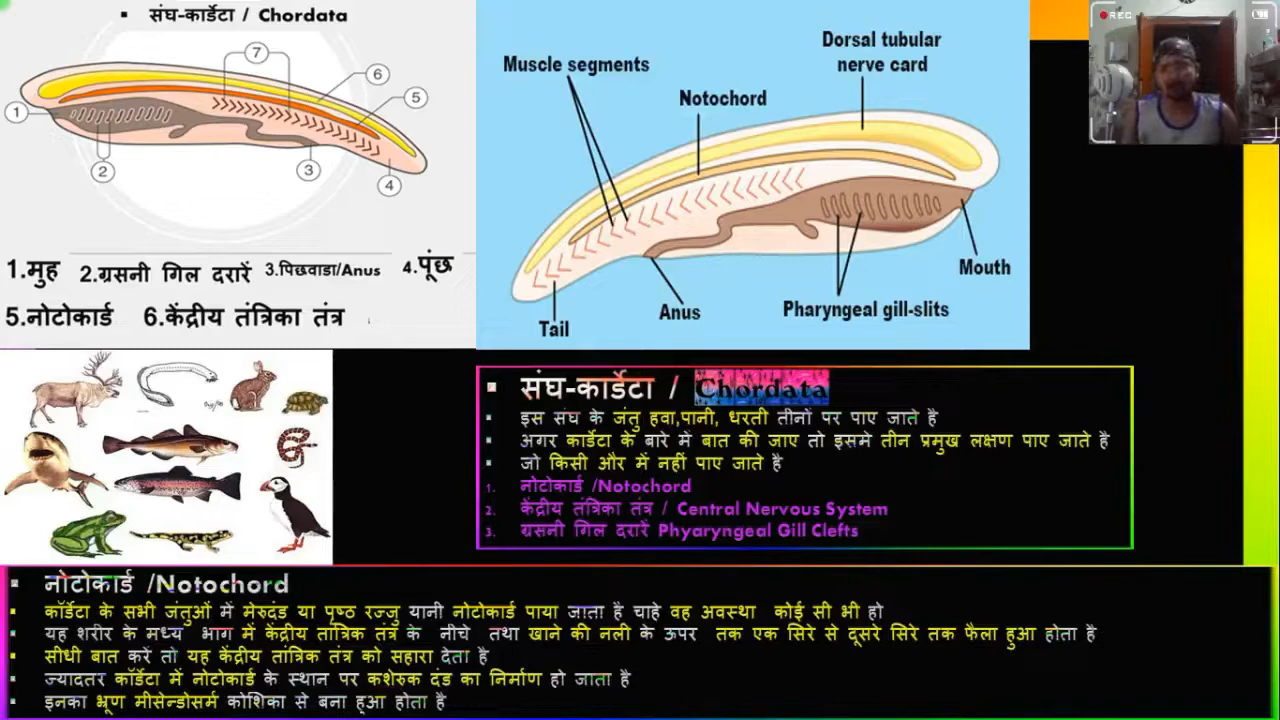 ▪ संघ-कार्डेटा / Chordata
7
6
5
1
2
3
4
1.मुह 2.ग्रसनी गिल दरारें 3.पिछवाडा/Anus 4.पूंछ
5.नोटोकार्ड 6.केंद्रीय तंत्रिका तंत्र
Dorsal tubular
nerve card
Muscle segments
Notochord
Mouth
Pharyngeal gill-slits
Anus
Tail
REC
▪ संघ-कार्डेटा / Chordata
▪ इस संघ के जंतु हवा,पानी, धरती तीनों पर पाए जाते है
▪ अगर कार्डेटा के बारे में बात की जाए तो इसमे तीन प्रमुख लक्षण पाए जाते है
▪ जो किसी और में नहीं पाए जाते है
1. नोटोकार्ड /Notochord
2. केंद्रीय तंत्रिका तंत्र / Central Nervous System
3. ग्रसनी गिल दरारें Phyaryngeal Gill Clefts
▪ नोटोकार्ड /Notochord
▪ कॉर्डेटा के सभी जंतुओं में मेरुदंड या पृष्ठ रज्जु यानी नोटोकार्ड पाया जाता है चाहे वह अवस्था कोई सी भी हो
▪ यह शरीर के मध्य भाग में केंद्रीय तांत्रिक तंत्र के नीचे तथा खाने की नली के ऊपर तक एक सिरे से दूसरे सिरे तक फैला हुआ होता है
▪ सीधी बात करें तो यह केंद्रीय तांत्रिक तंत्र को सहारा देता है
▪ ज्यादतर कॉर्डेटा में नोटोकार्ड के स्थान पर कशेरुक दंड का निर्माण हो जाता है
▪ इनका भ्रूण मीसेन्डोसर्म कोशिका से बना हुआ होता है